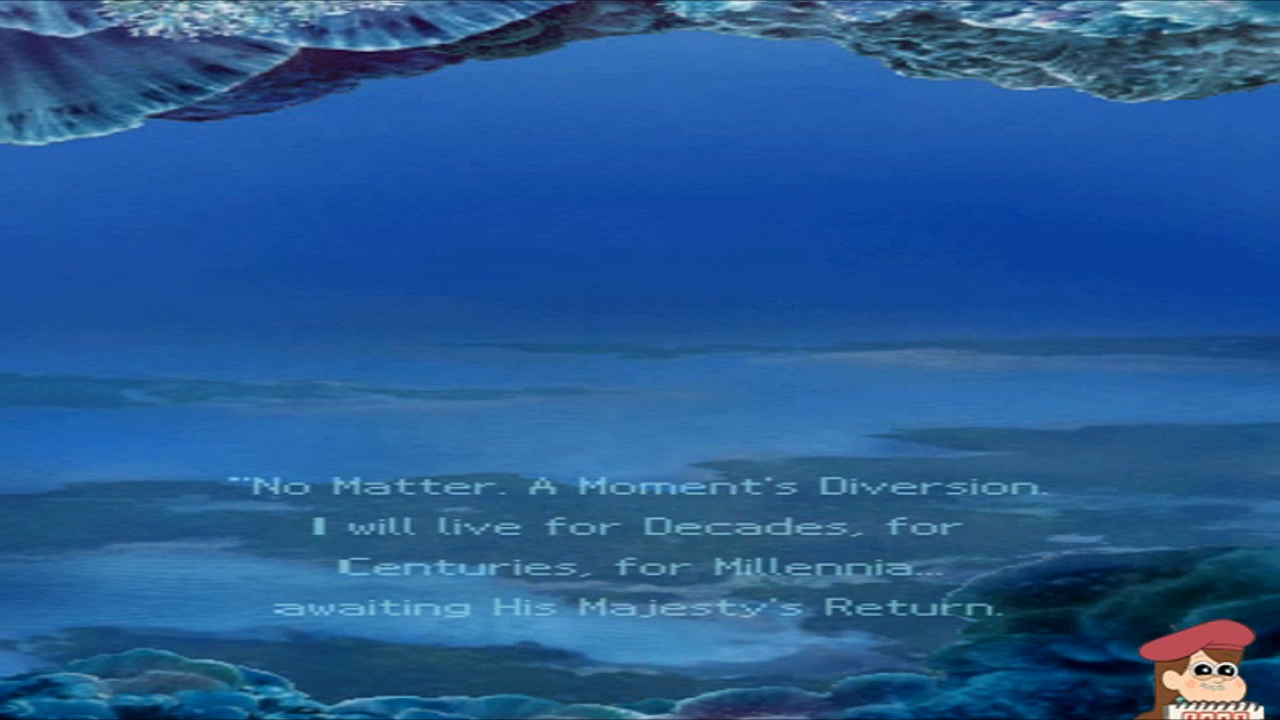 "No Matter. A Moment's Diversion.
I will live for Decades, for
Centuries, for Millennia...
awaiting His Majesty's Return.